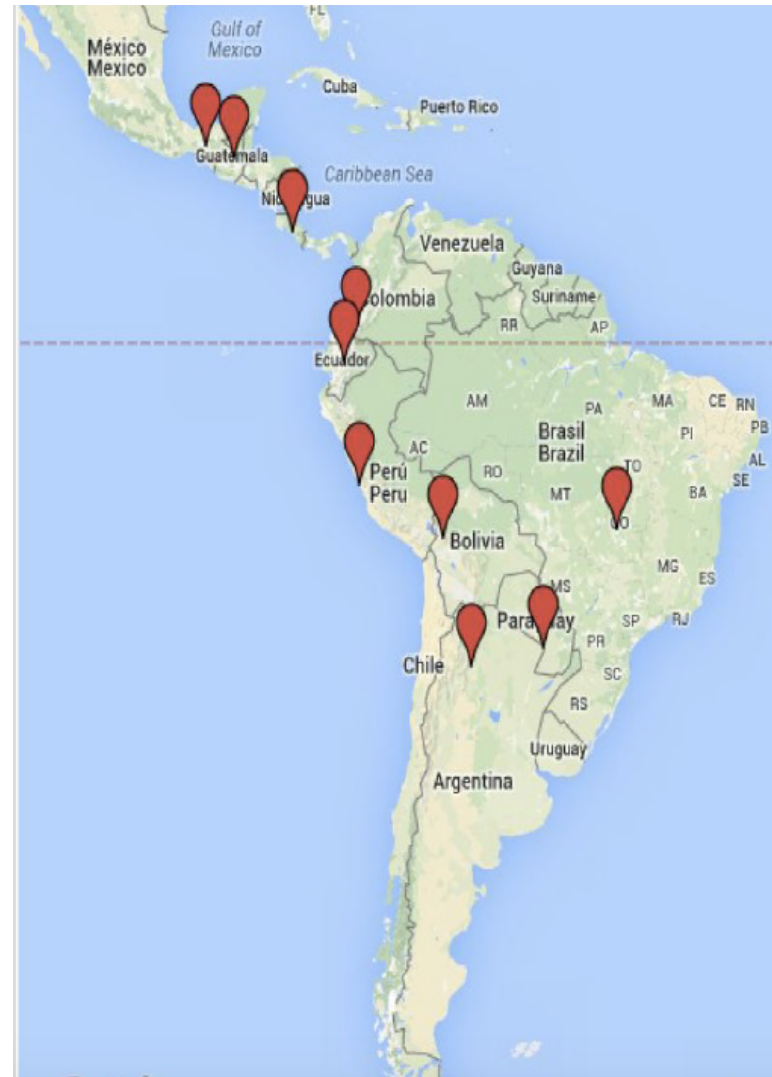 FL
Gulf of
Mexico
México
Mexico
Cuba
Puerto Rico
Guatemala
Caribbean Sea
Venezuela
Guyana
Suriname
Colombia
RR
AP
Ecuador
AM
PA
MA
CE
RN
PB
PI
AL
SE
Brasil
Brazil
AC
TO
RO
Perú
Peru
MT
BA
GO
Bolivia
MG
ES
MS
Paraguay
SP
RJ
PR
Chile
SC
RS
Uruguay
Argentina